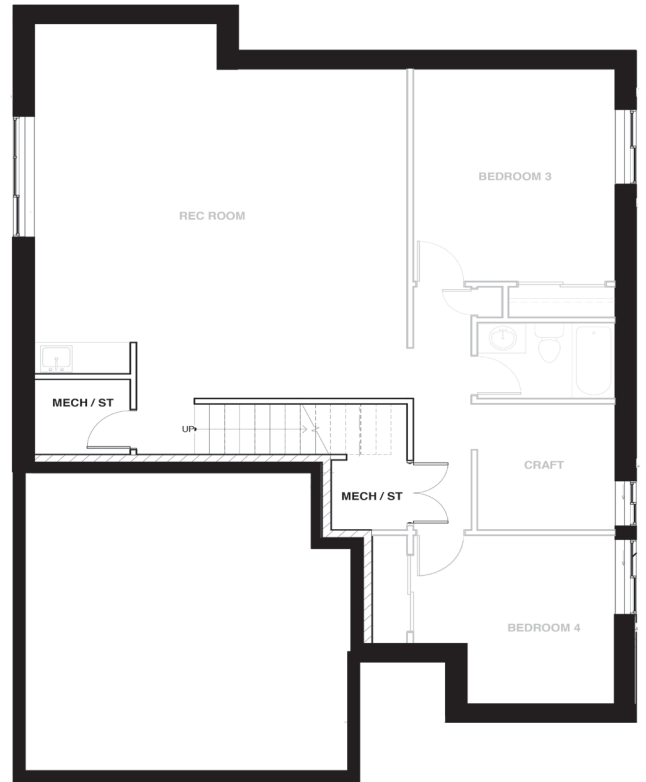 BEDROOM 3
REC ROOM
MECH / ST
UP
CRAFT
MECH / ST
BEDROOM 4